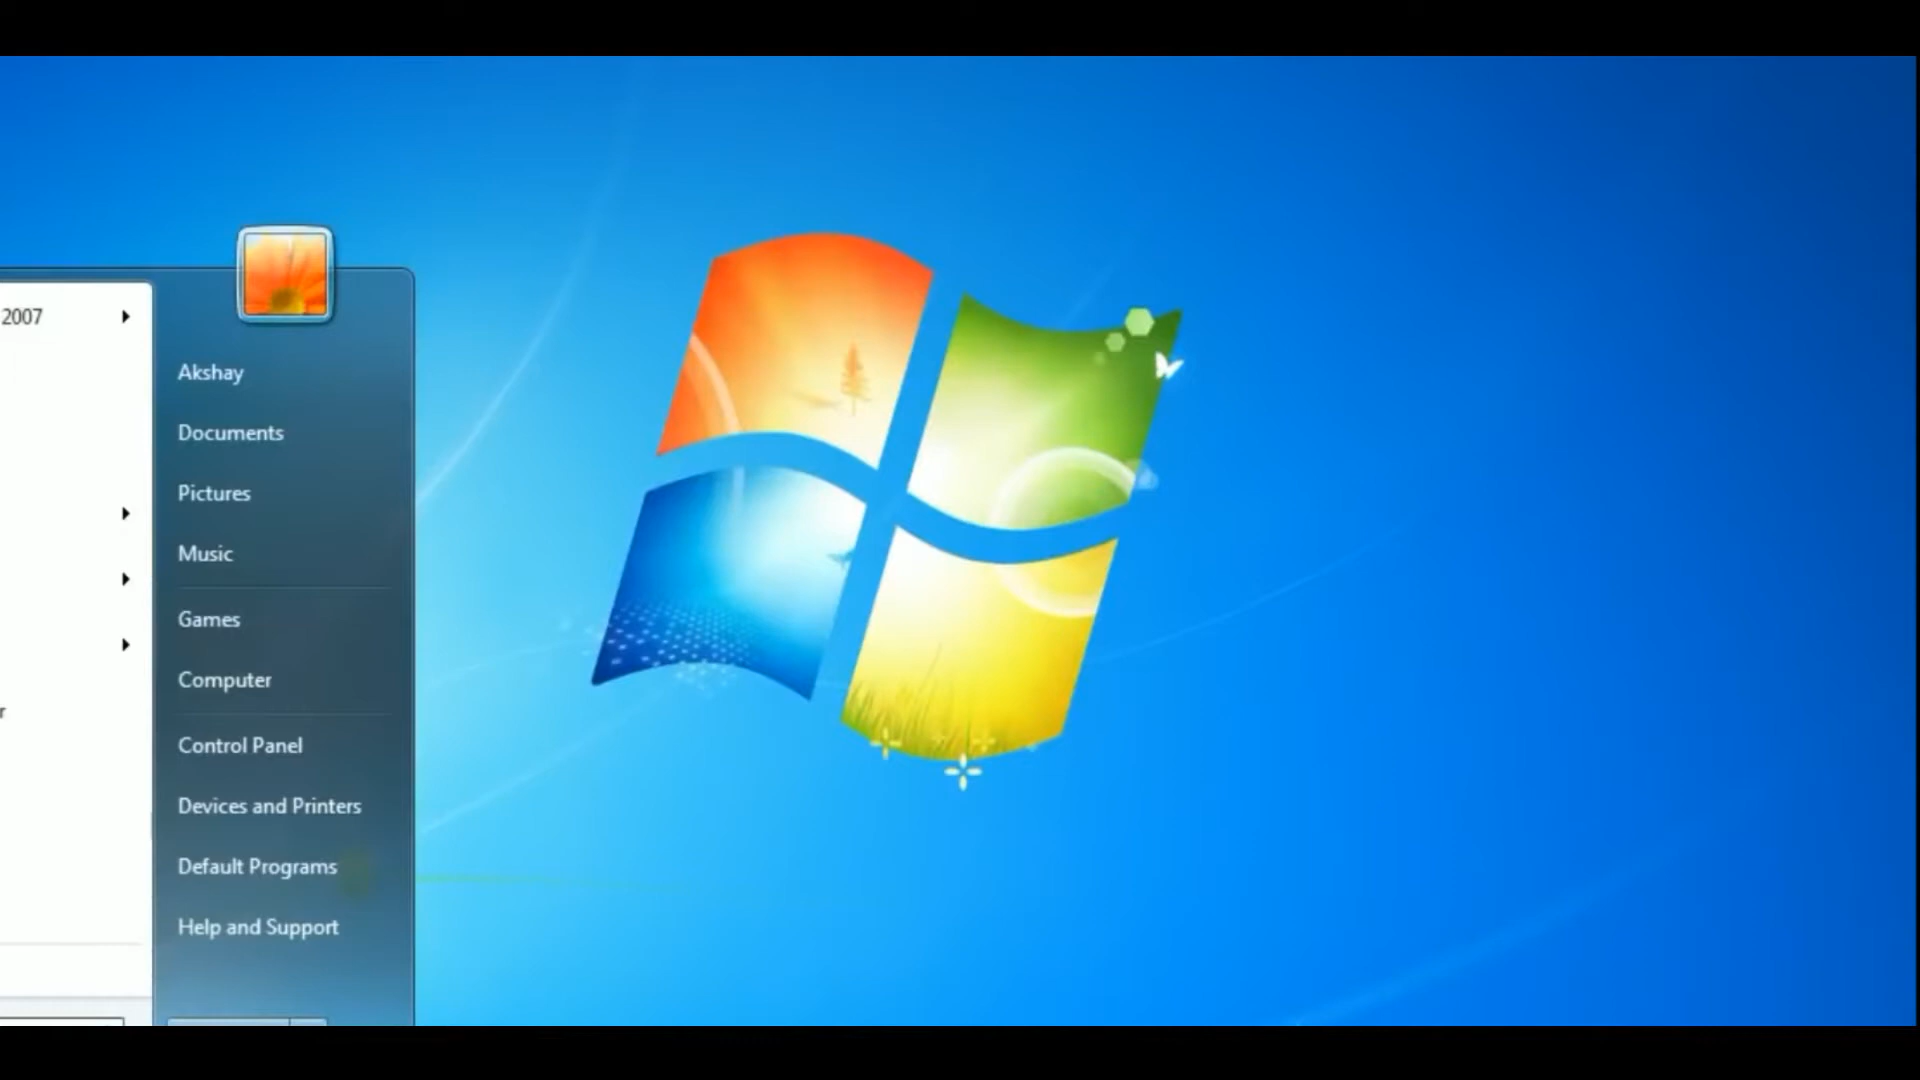 2007
r
Akshay
Documents
Pictures
Music
Games
Computer
Control Panel
Devices and Printers
Default Programs
Help and Support